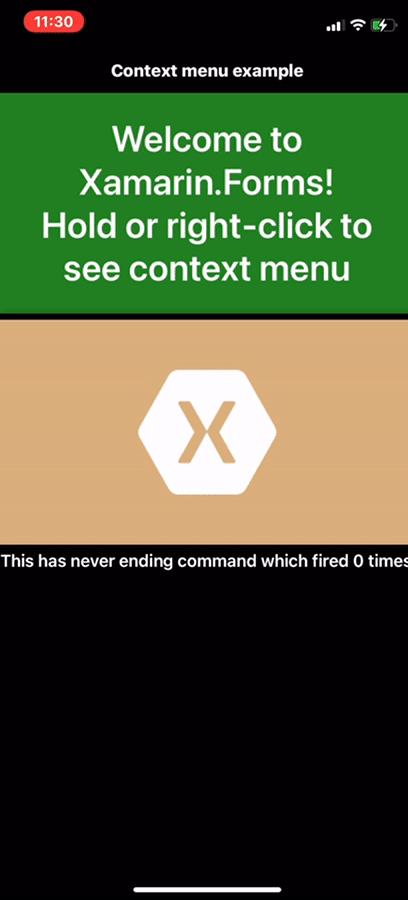 11:30
Context menu example
Welcome to
Xamarin.Forms!
Hold or right-click to
see context menu
X
This has never ending command which fired 0 times